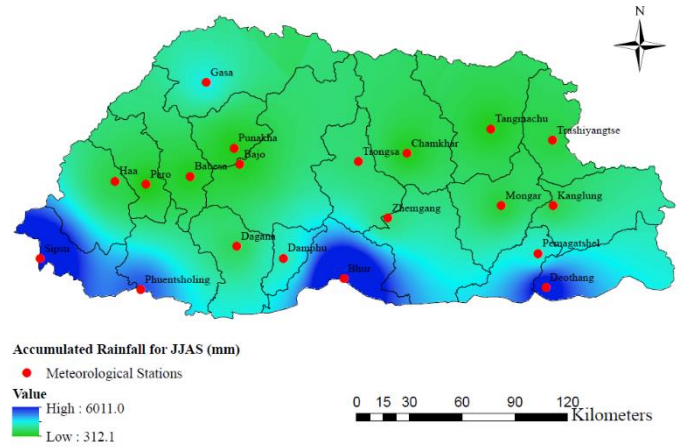 N
Gasa
Tangmachu
Trashiyangtse
Punakha
Bajo
Chamkhar
Trongsa
Haa
Paro
Babesa
Mongar
Kanglung
Zhemgang
Dagana
Damphu
Pemagatshel
Sipsu
Phuentsholing
Bhur
Deothang
Accumulated Rainfall for JJAS (mm)
Meteorological Stations
Value
High : 6011.0
Low : 312.1
0 15 30 60 90 120
Kilometers